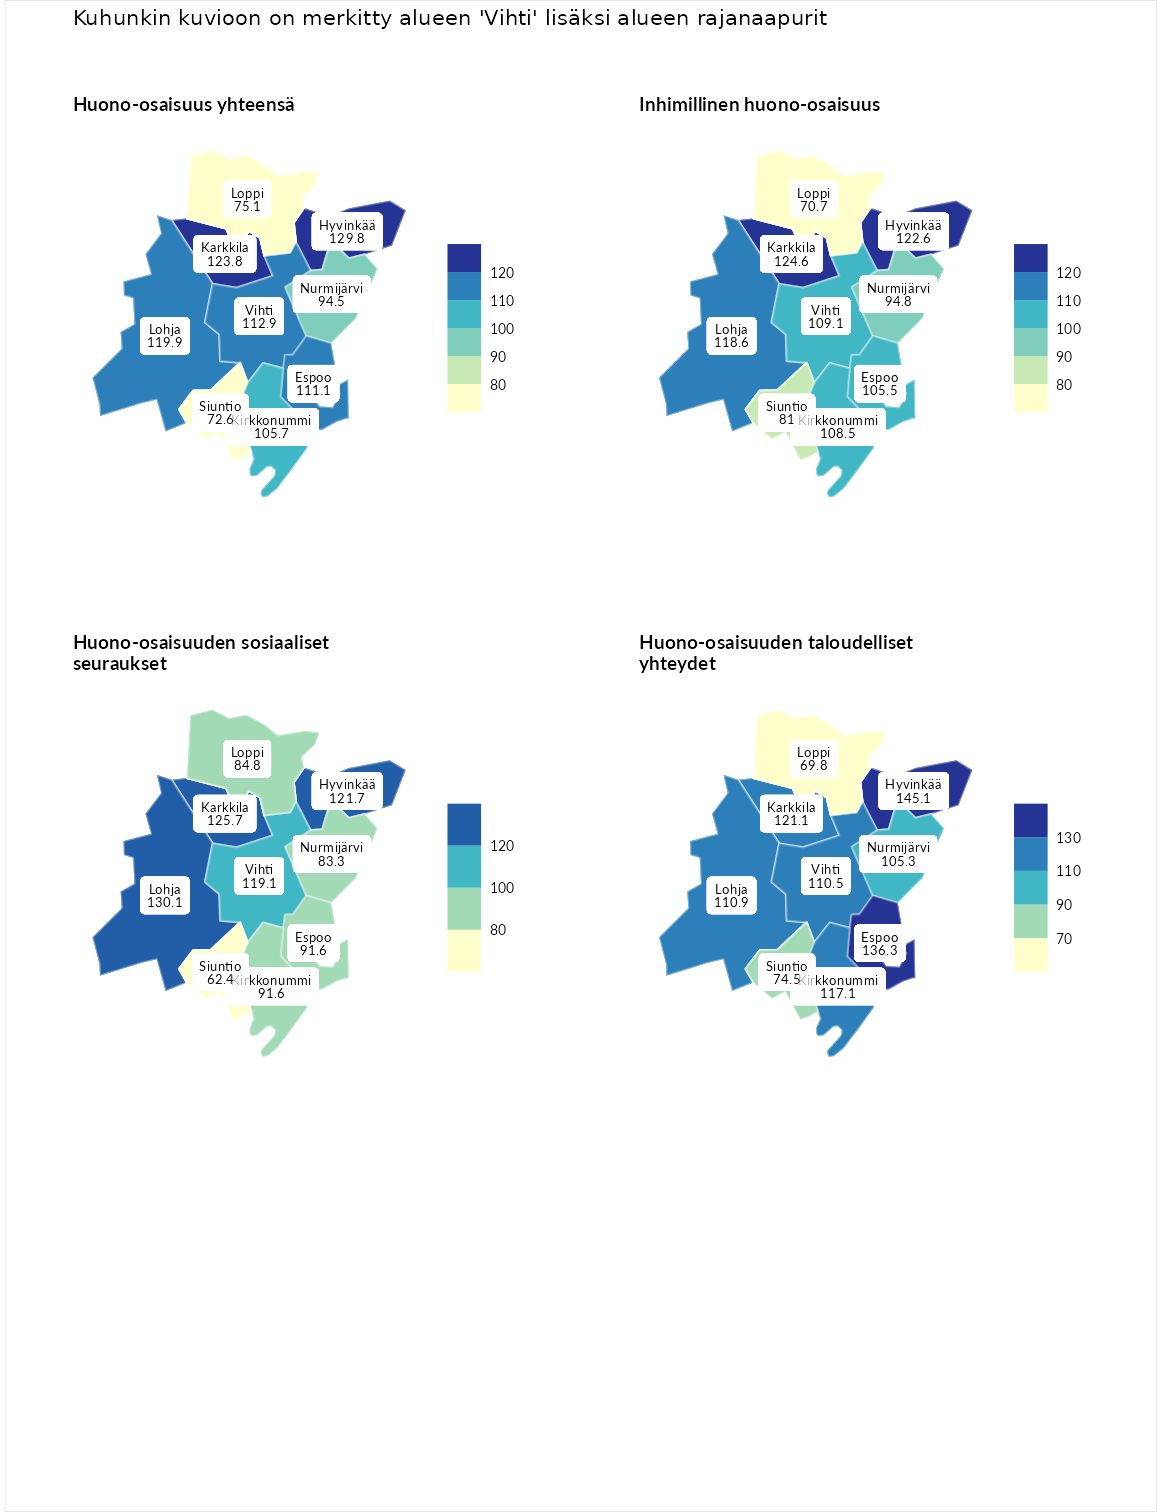 Kuhunkin kuvioon on merkitty alueen 'Vihti' lisäksi alueen rajanaapurit
Huono-osaisuus yhteensä
Loppi
75.1
Hyvinkää
129.8
Karkkila
123.8
Nurmijärvi
94.5
Vihti
112.9
Lohja
119.9
Espoo
111.1
Siuntio
72.6
Kirkkonummi
105.7
120
110
100
90
80
Inhimillinen huono-osaisuus
Loppi
70.7
Hyvinkää
122.6
Karkkila
124.6
Nurmijärvi
94.8
Vihti
109.1
Lohja
118.6
Espoo
105.5
Siuntio
81
Kirkkonummi
108.5
120
110
100
90
80
Huono-osaisuuden sosiaaliset
seuraukset
Loppi
84.8
Hyvinkää
121.7
Karkkila
125.7
Nurmijärvi
83.3
Vihti
119.1
Lohja
130.1
Espoo
91.6
Siuntio
62.4
Kirkkonummi
91.6
120
100
80
Huono-osaisuuden taloudelliset
yhteydet
Loppi
69.8
Hyvinkää
145.1
Karkkila
121.1
Nurmijärvi
105.3
Vihti
110.5
Lohja
110.9
Espoo
136.3
Siuntio
74.5
Kirkkonummi
117.1
130
110
90
70